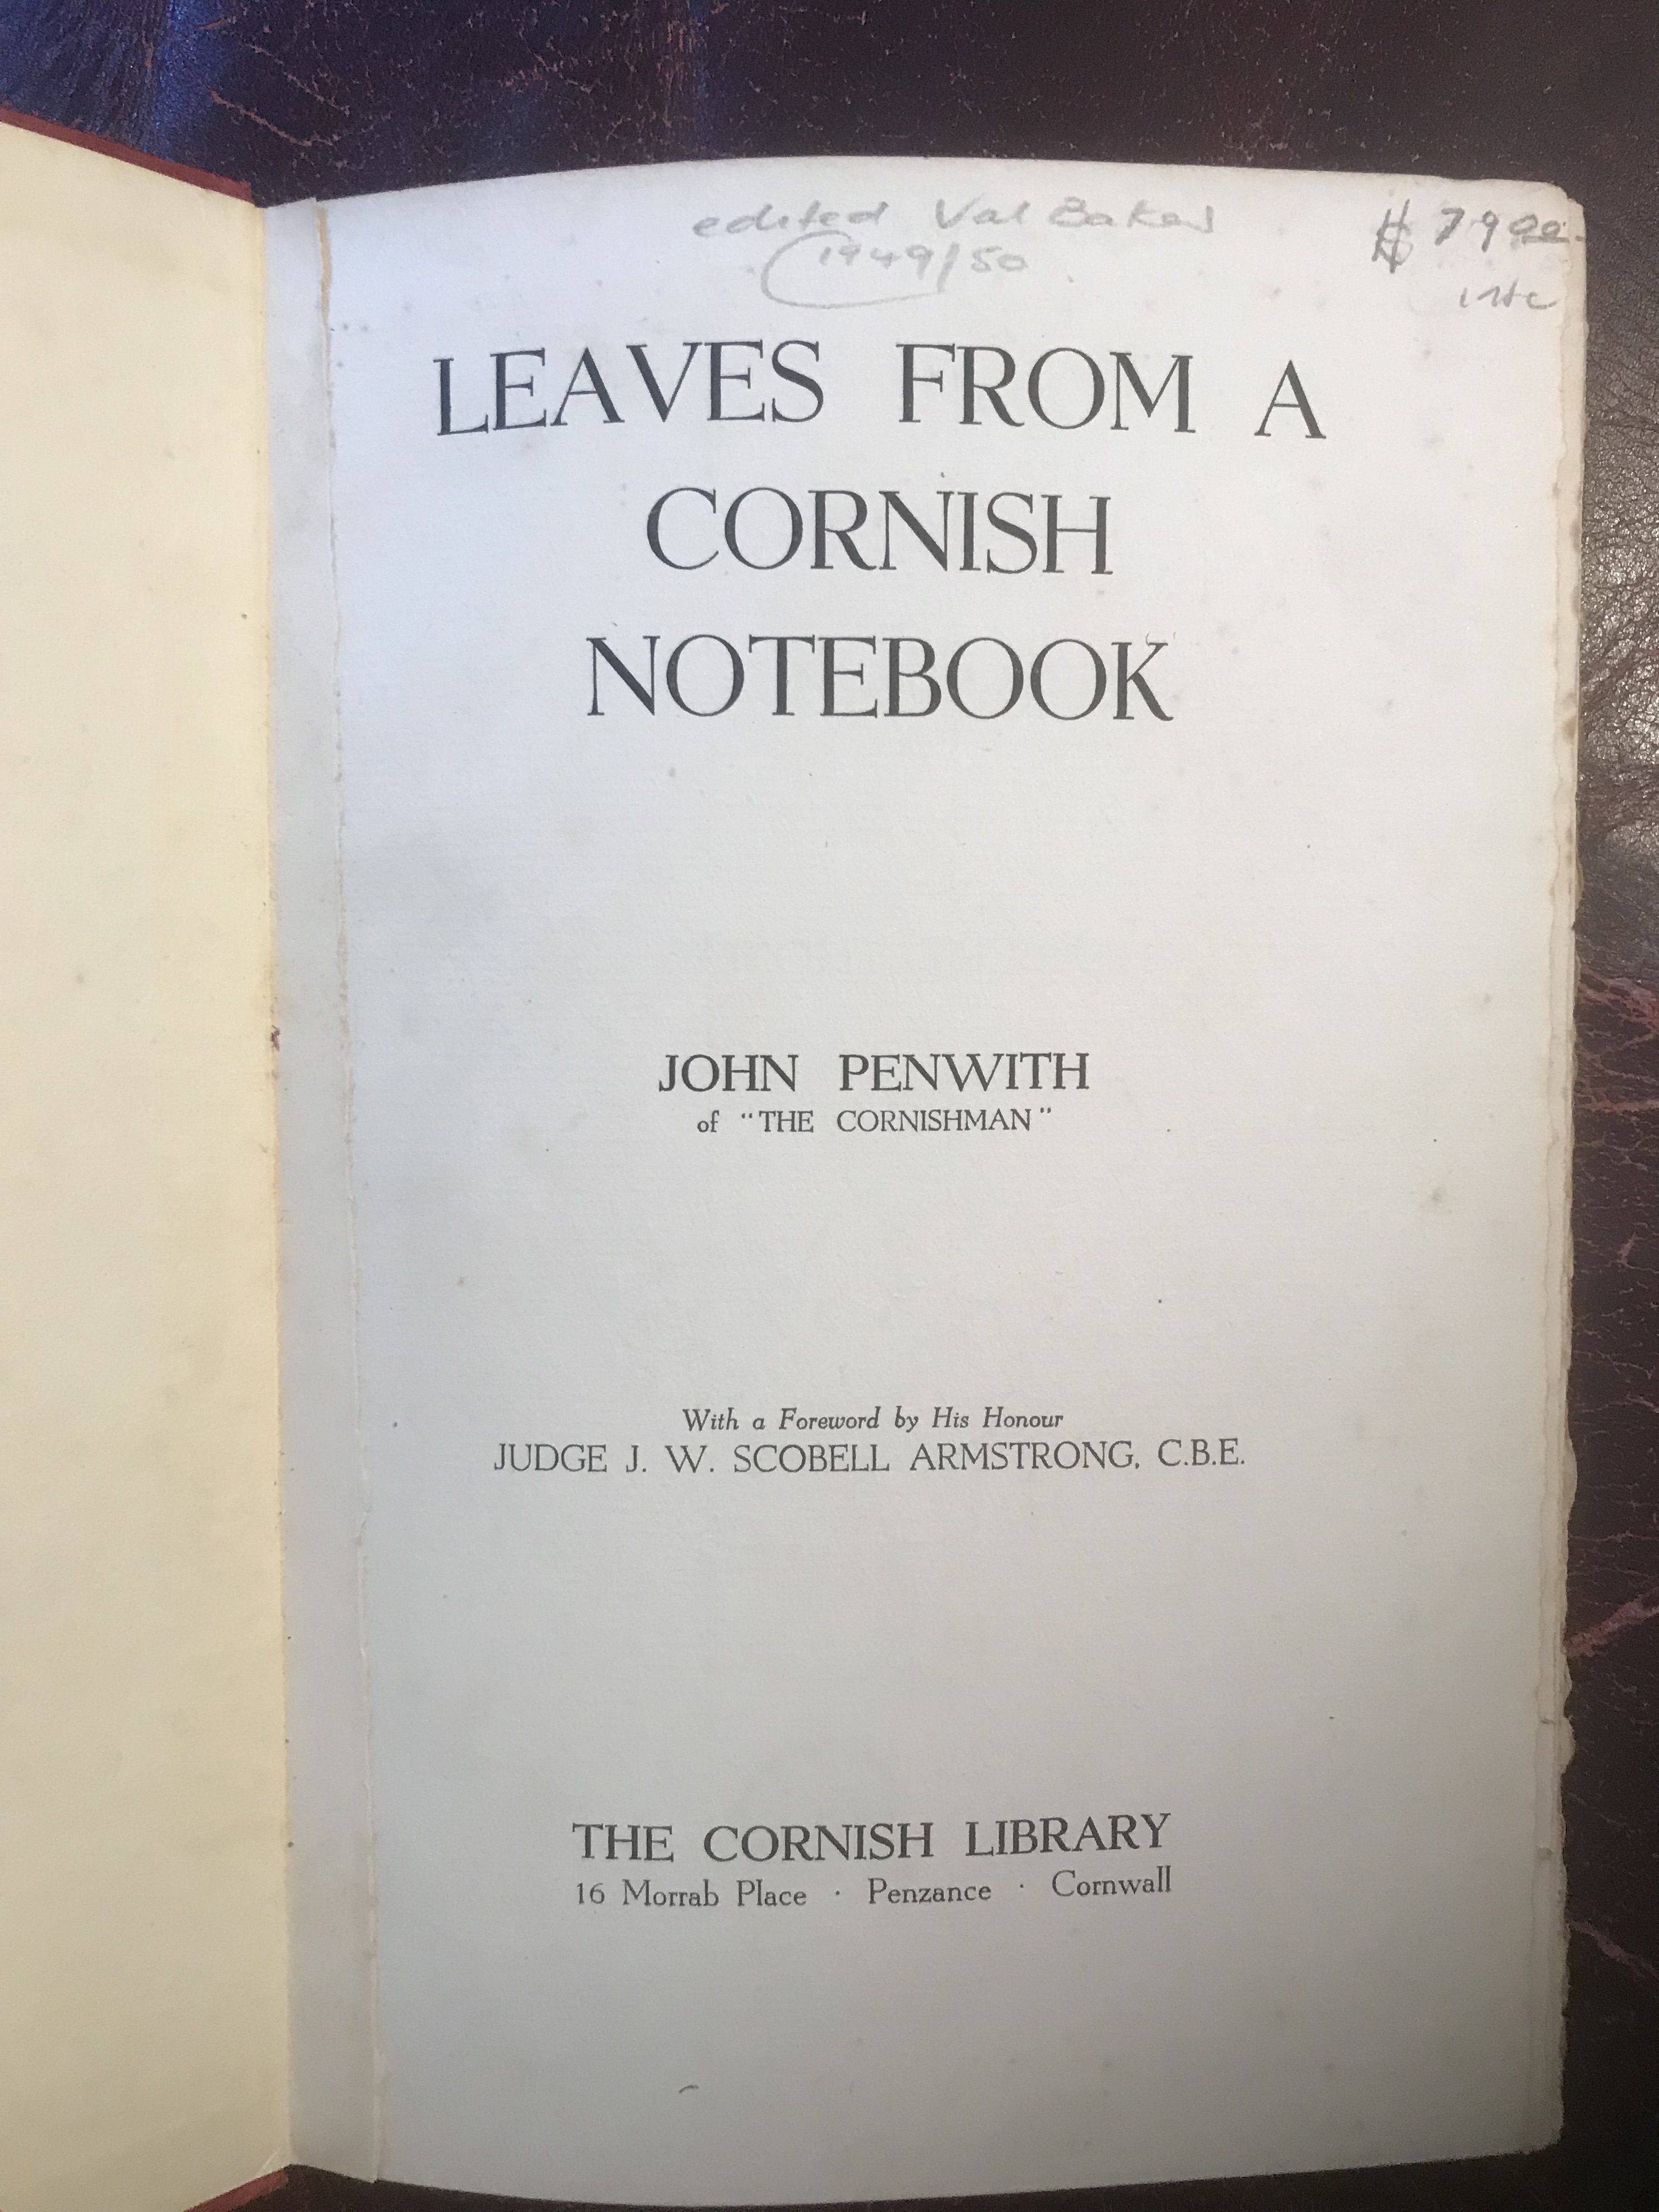 edited Val Baker
1949/50
LEAVES FROM A
CORNISH
NOTEBOOK
JOHN PENWITH
of "THE CORNISHMAN"
With a Foreword by His Honour
JUDGE J. W. SCOBELL ARMSTRONG, C.B.E.
THE CORNISH LIBRARY
16 Morrab Place · Penzance · Cornwall